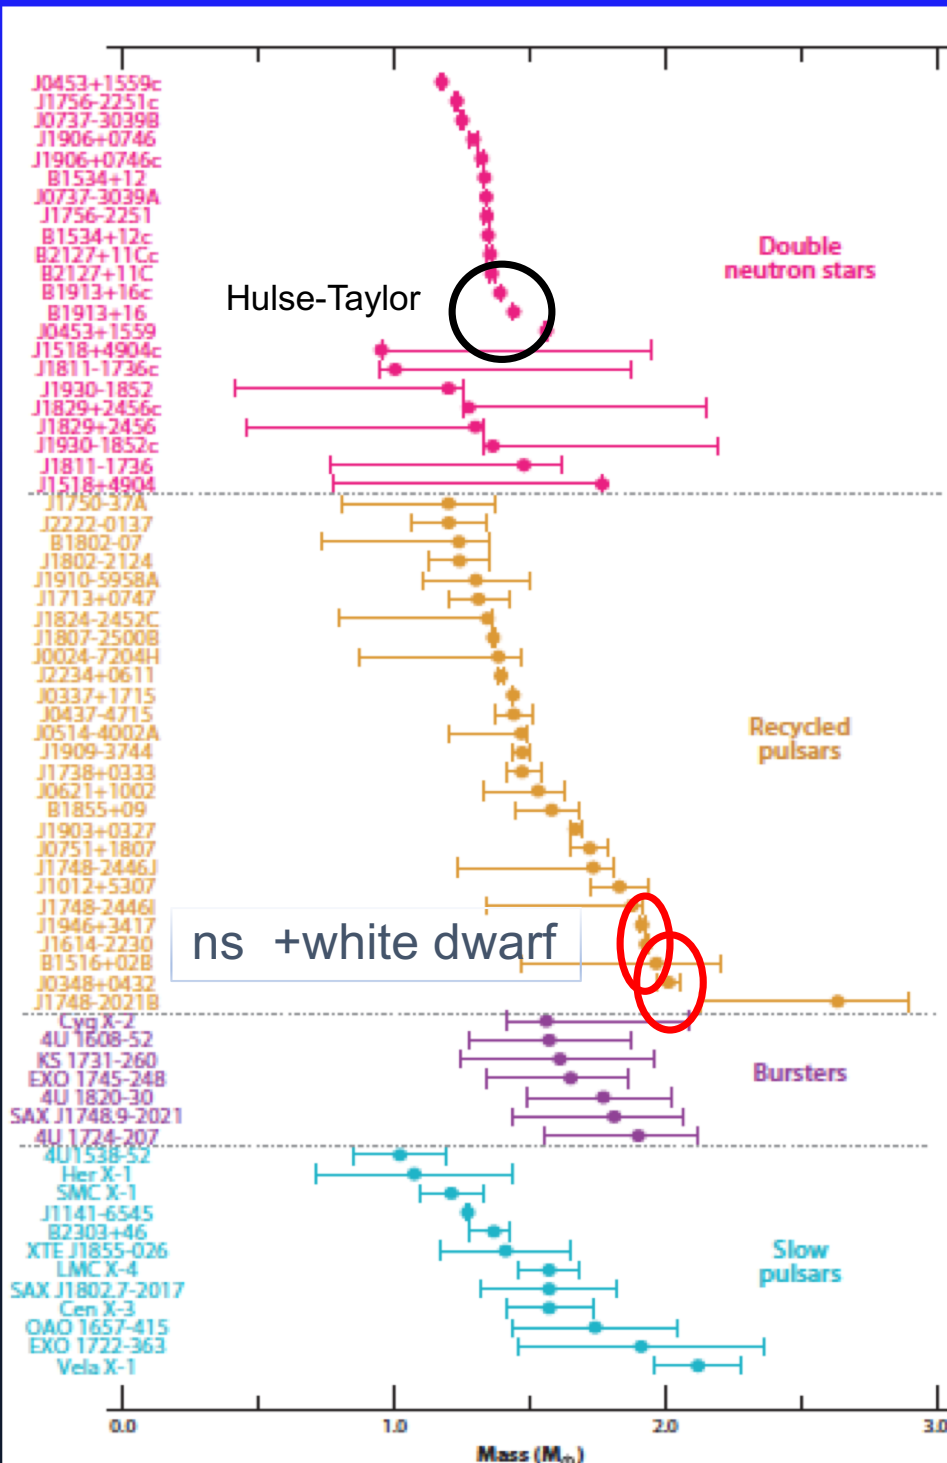 J0453+1559c
J1756-2251c
J0737-3039B
J1906+0746
J1906+0746c
B1534+12
J0737-3039A
J1756-2251
B1534+12c
B2127+11Cc
B2127+11C
B1913+16c
B1913+16
J0453+1559
J1518+4904c
J1811-1736c
J1930-1852
J1829+2456c
J1829+2456
J1930-1852c
J1811-1736
J1518+4904
Double
neutron stars
Hulse-Taylor
J1750-37A
J2222-0137
B1802-07
J1802-2124
J1910-5958A
J1713+0747
J1824-2452C
J1807-2500B
J0024-7204H
J2234+0611
J0337+1715
J0437-4715
J0514-4002A
J1909-3744
J1738+0333
J0621+1002
B1855+09
J1903+0327
J0751+1807
J1748-2446J
J1012+5307
J1748-2446I
J1946+3417
J1614-2230
B1516+02B
J0348+0432
J1748-2021B
Recycled
pulsars
ns +white dwarf
Cyg X-2
4U 1608-52
KS 1731-260
EXO 1745-248
4U 1820-30
SAX J1748.9-2021
4U 1724-207
Bursters
4U1538-52
Her X-1
SMC X-1
J1141-6545
B2303+46
XTE J1855-026
LMC X-4
SAX J1802.7-2017
Cen X-3
OAO 1657-415
EXO 1722-363
Vela X-1
Slow
pulsars
0.0 1.0 2.0 3.0
Mass (M